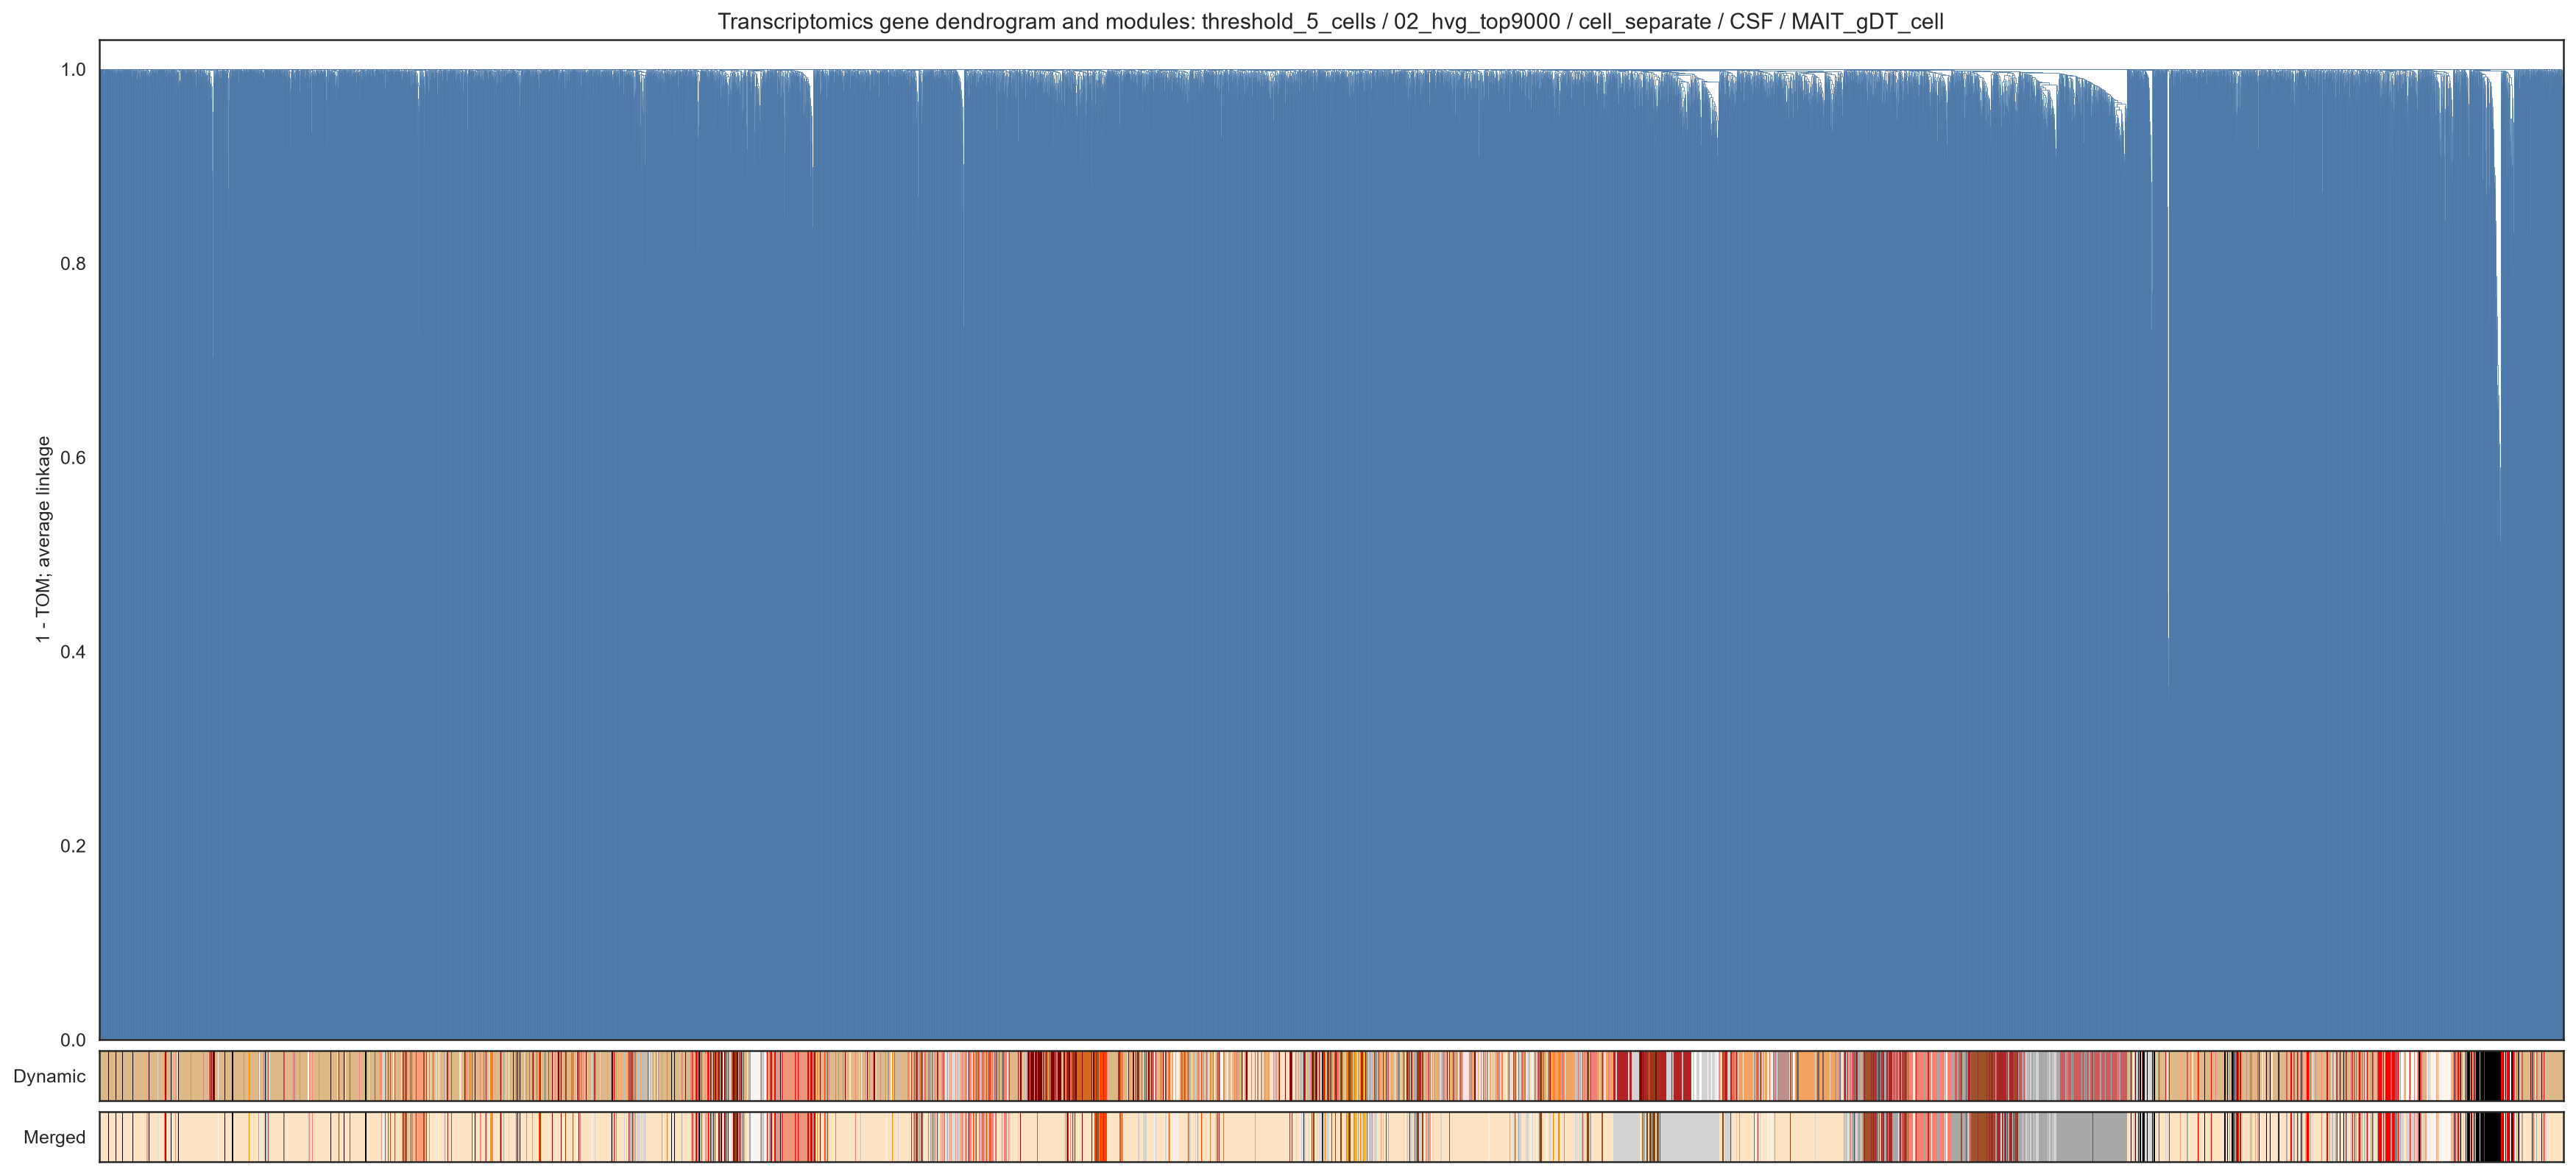 Transcriptomics gene dendrogram and modules: threshold_5_cells / 02_hvg_top9000 / cell_separate / CSF / MAIT_gDT_cell
1.0
0.8
0.6
0.4
0.2
0.0
1 - TOM; average linkage
Dynamic
Merged